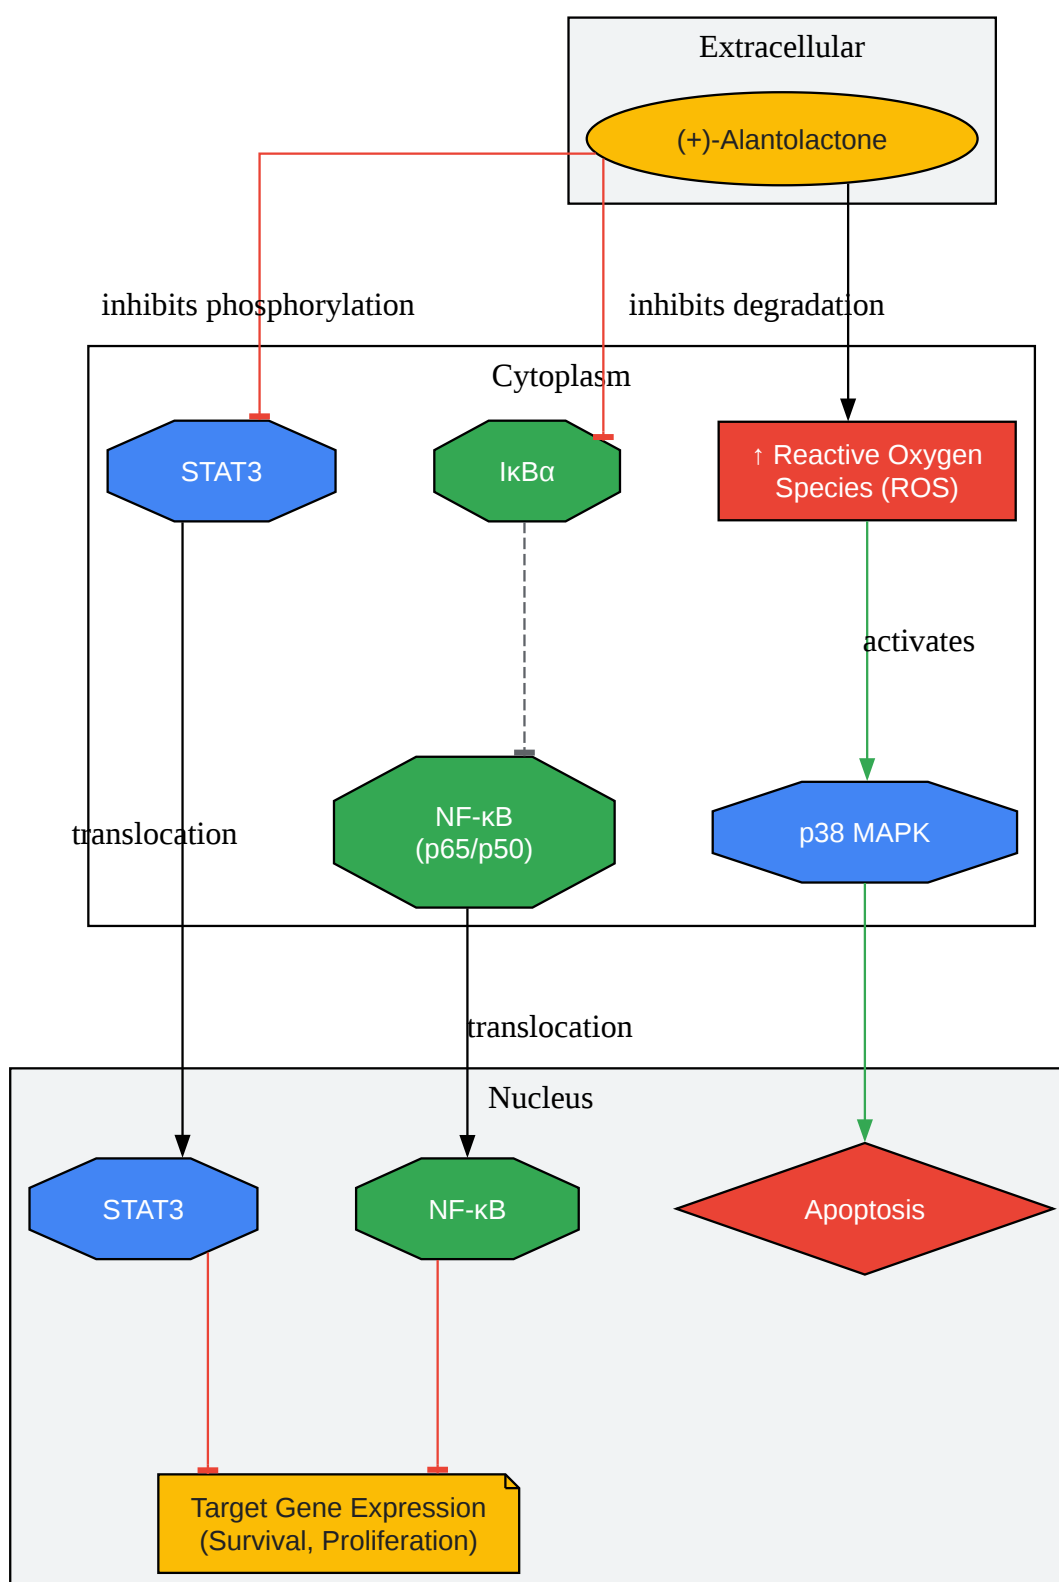 Extracellular
(+)-Alantolactone
inhibits phosphorylation
inhibits degradation
Cytoplasm
STAT3
IκBα
↑ Reactive Oxygen
Species (ROS)
activates
NF-κB
(p65/p50)
p38 MAPK
translocation
translocation
Nucleus
STAT3
NF-κB
Apoptosis
Target Gene Expression
(Survival, Proliferation)